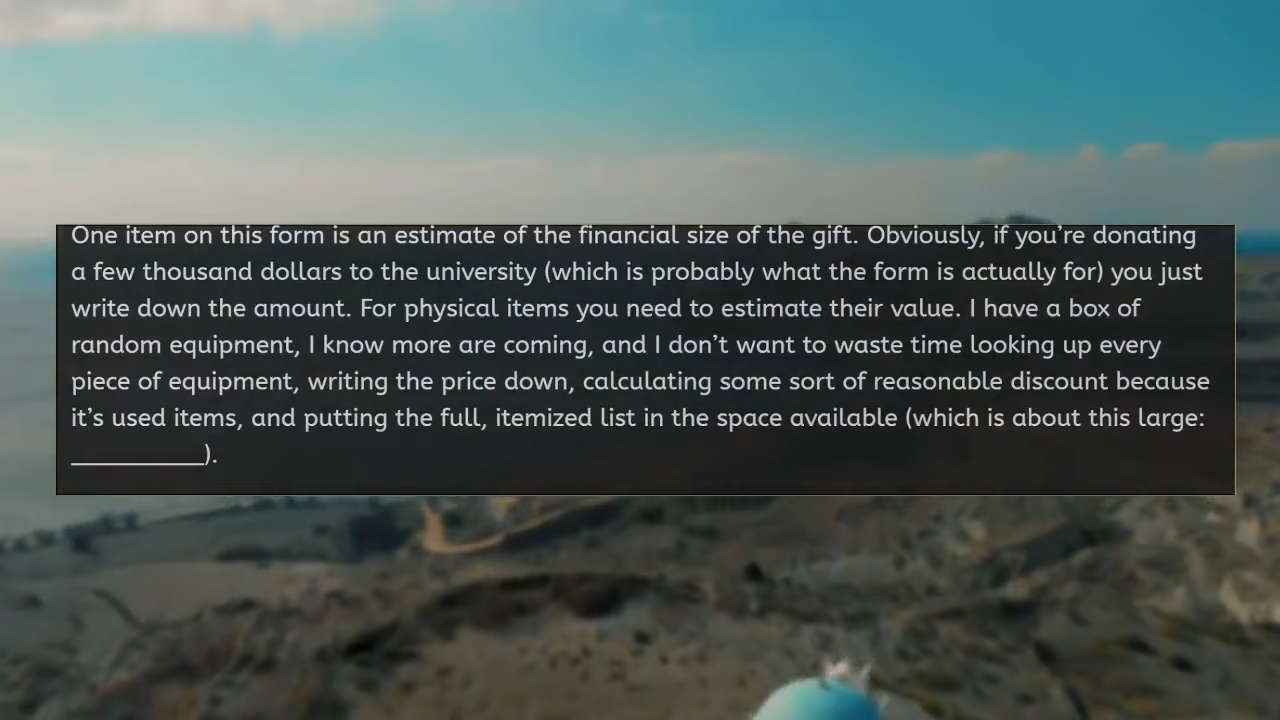 One item on this form is an estimate of the financial size of the gift. Obviously, if you’re donating
a few thousand dollars to the university (which is probably what the form is actually for) you just
write down the amount. For physical items you need to estimate their value. I have a box of
random equipment, I know more are coming, and I don’t want to waste time looking up every
piece of equipment, writing the price down, calculating some sort of reasonable discount because
it’s used items, and putting the full, itemized list in the space available (which is about this large:
___________).